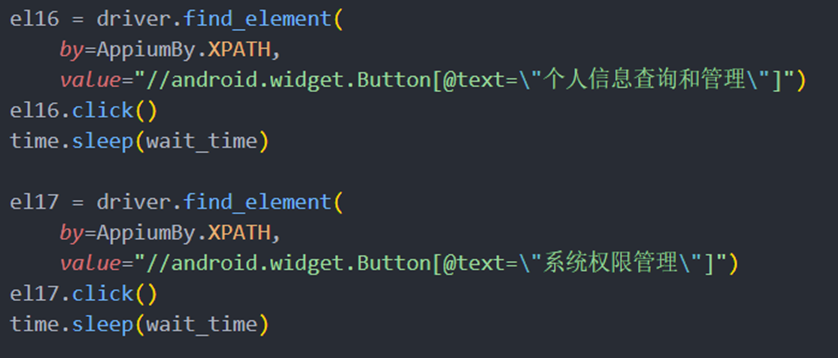 el16 = driver.find_element(
    by=AppiumBy.XPATH,
    value="//android.widget.Button[@text=\"个人信息查询和管理\"]")
el16.click()
time.sleep(wait_time)

el17 = driver.find_element(
    by=AppiumBy.XPATH,
    value="//android.widget.Button[@text=\"系统权限管理\"]")
el17.click()
time.sleep(wait_time)